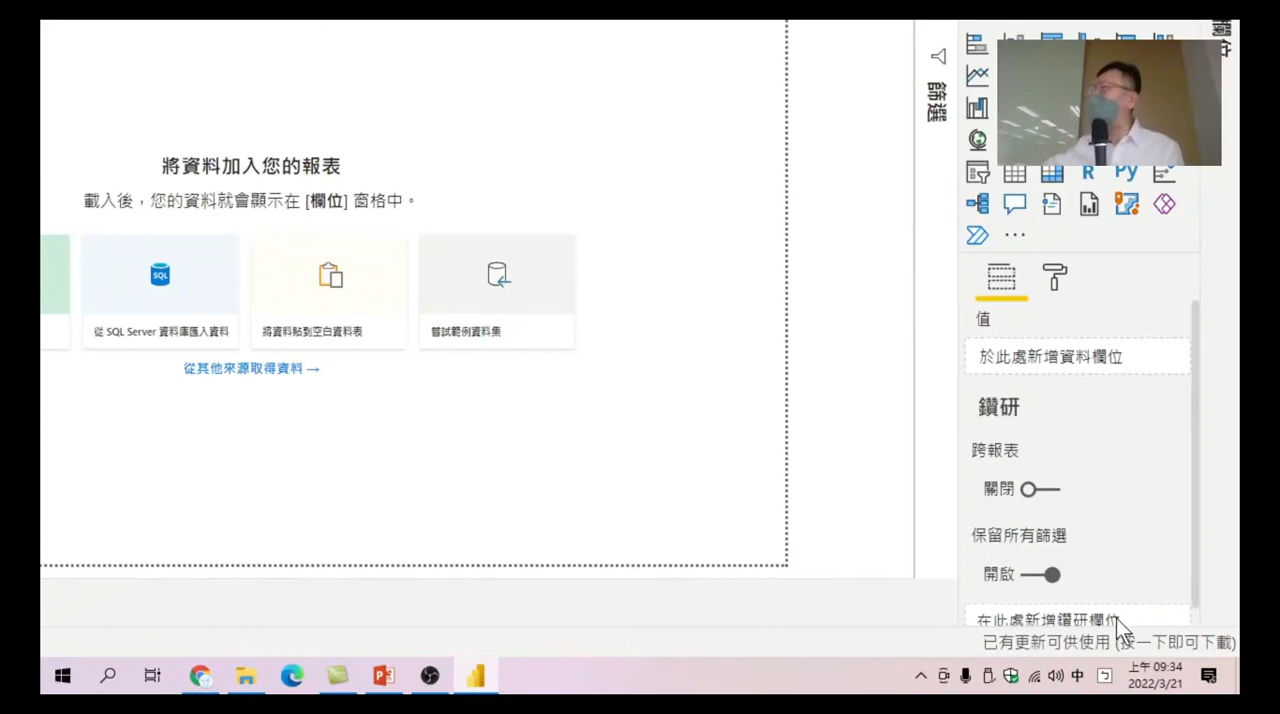 將資料加入您的報表
載入後，您的資料就會顯示在 [欄位] 窗格中。
SQL
從 SQL Server 資料庫匯入資料
將資料貼到空白資料表
嘗試範例資料集
從其他來源取得資料 →
篩選
R
Py
值
於此處新增資料欄位
鑽研
跨報表
關閉
保留所有篩選
開啟
在此處新增鑽研欄位
已有更新可供使用 (按一下即可下載)
中
上午 09:34
2022/3/21